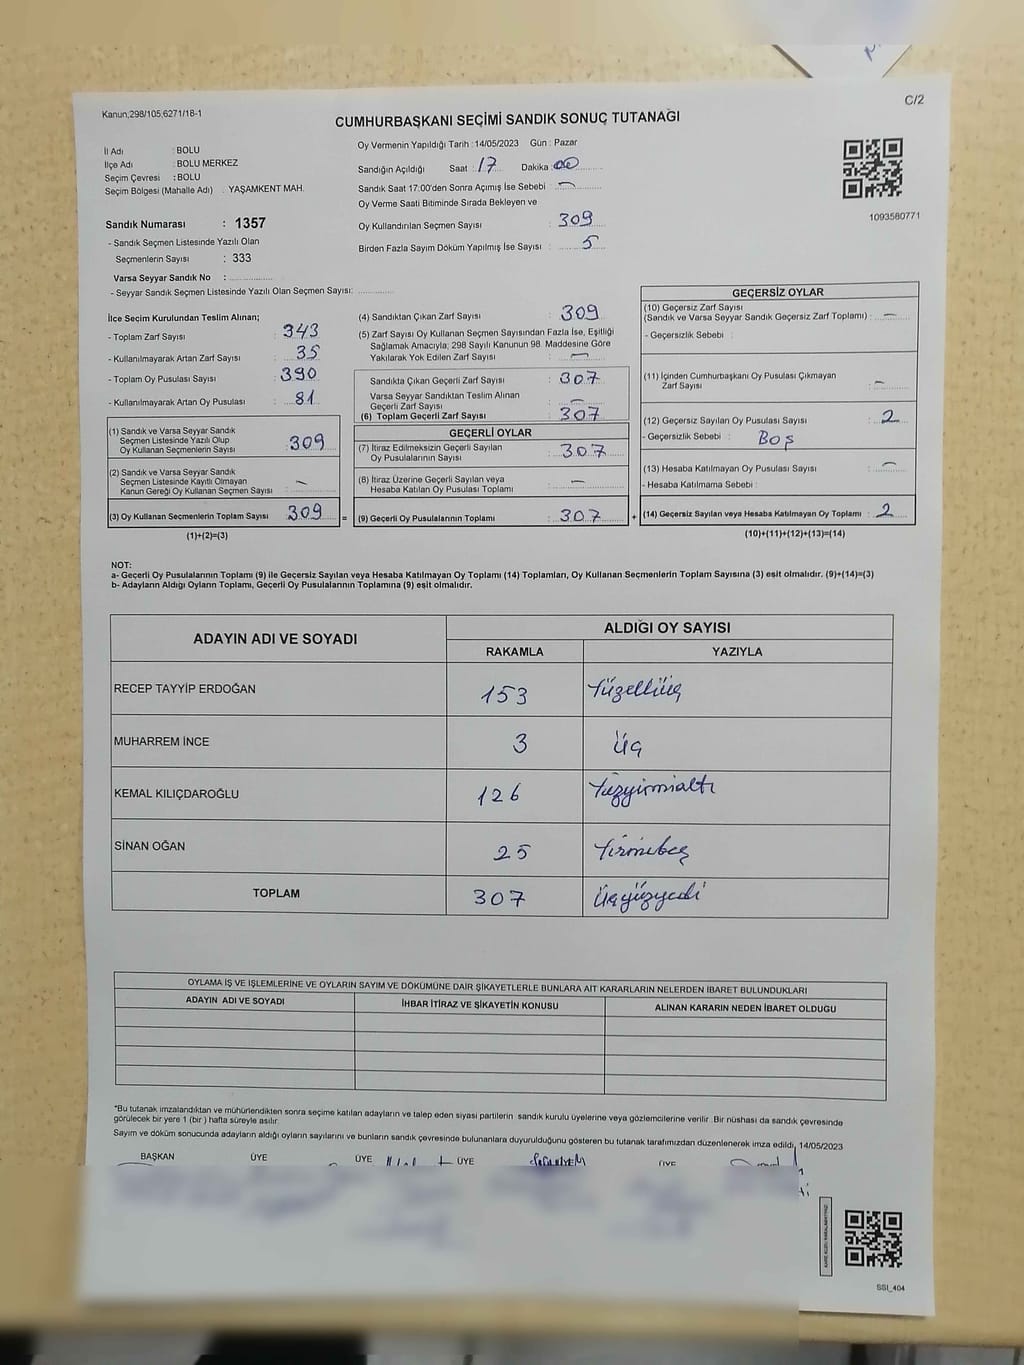 C/2
Kanun;298/105,6271/18-1
CUMHURBAŞKANI SEÇİMİ SANDIK SONUÇ TUTANAĞI
İl Adı : BOLU
İlçe Adı : BOLU MERKEZ
Seçim Çevresi : BOLU
Seçim Bölgesi (Mahalle Adı) : YAŞAMKENT MAH.
Sandık Numarası : 1357
- Sandık Seçmen Listesinde Yazılı Olan
Seçmenlerin Sayısı : 333
Varsa Seyyar Sandık No :
- Seyyar Sandık Seçmen Listesinde Yazılı Olan Seçmen Sayısı:
Oy Vermenin Yapıldığı Tarih : 14/05/2023 Gün : Pazar
Sandığın Açıldığı Saat : 17 Dakika : 00
Sandık Saat 17:00'den Sonra Açımış İse Sebebi : —
Oy Verme Saati Bitiminde Sırada Bekleyen ve
Oy Kullandırılan Seçmen Sayısı : 309
Birden Fazla Sayım Döküm Yapılmış İse Sayısı : 5
1093580771
İlçe Seçim Kurulundan Teslim Alınan;
- Toplam Zarf Sayısı : 343
- Kullanılmayarak Artan Zarf Sayısı : 35
- Toplam Oy Pusulası Sayısı : 390
- Kullanılmayarak Artan Oy Pusulası : 81
(1) Sandık ve Varsa Seyyar Sandık
Seçmen Listesinde Yazılı Olup
Oy Kullanan Seçmenlerin Sayısı : 309
(2) Sandık ve Varsa Seyyar Sandık
Seçmen Listesinde Kayıtlı Olmayan
Kanun Gereği Oy Kullanan Seçmen Sayısı : —
(3) Oy Kullanan Seçmenlerin Toplam Sayısı : 309 =
(1)+(2)=(3)
(4) Sandıktan Çıkan Zarf Sayısı : 309
(5) Zarf Sayısı Oy Kullanan Seçmen Sayısından Fazla İse, Eşitliği
Sağlamak Amacıyla; 298 Sayılı Kanunun 98. Maddesine Göre
Yakılarak Yok Edilen Zarf Sayısı : —
Sandıkta Çıkan Geçerli Zarf Sayısı : 307
Varsa Seyyar Sandıktan Teslim Alınan
Geçerli Zarf Sayısı : —
(6) Toplam Geçerli Zarf Sayısı : 307
GEÇERLİ OYLAR
(7) İtiraz Edilmeksizin Geçerli Sayılan
Oy Pusulalarının Sayısı : 307
(8) İtiraz Üzerine Geçerli Sayılan veya
Hesaba Katılan Oy Pusulası Toplamı : —
(9) Geçerli Oy Pusulalarının Toplamı : 307 +
GEÇERSİZ OYLAR
(10) Geçersiz Zarf Sayısı
(Sandık ve Varsa Seyyar Sandık Geçersiz Zarf Toplamı) : —
- Geçersizlik Sebebi :
(11) İçinden Cumhurbaşkanı Oy Pusulası Çıkmayan
Zarf Sayısı : —
(12) Geçersiz Sayılan Oy Pusulası Sayısı : 2
- Geçersizlik Sebebi : Boş
(13) Hesaba Katılmayan Oy Pusulası Sayısı : —
- Hesaba Katılmama Sebebi :
(14) Geçersiz Sayılan veya Hesaba Katılmayan Oy Toplamı : 2
(10)+(11)+(12)+(13)=(14)
NOT:
a- Geçerli Oy Pusulalarının Toplamı (9) ile Geçersiz Sayılan veya Hesaba Katılmayan Oy Toplamı (14) Toplamları, Oy Kullanan Seçmenlerin Toplam Sayısına (3) eşit olmalıdır. (9)+(14)=(3)
b- Adayların Aldığı Oyların Toplamı, Geçerli Oy Pusulalarının Toplamına (9) eşit olmalıdır.
ADAYIN ADI VE SOYADI ALDIĞI OY SAYISI
RAKAMLA YAZIYLA
RECEP TAYYİP ERDOĞAN 153 Yüzelliüç
MUHARREM İNCE 3 Üç
KEMAL KILIÇDAROĞLU 126 Yüzyirmialtı
SİNAN OĞAN 25 Yirmibeş
TOPLAM 307 Üçyüzyedi
OYLAMA İŞ VE İŞLEMLERİNE VE OYLARIN SAYIM VE DÖKÜMÜNE DAİR ŞİKAYETLERLE BUNLARA AİT KARARLARIN NELERDEN İBARET BULUNDUKLARI
ADAYIN ADI VE SOYADI İHBAR İTİRAZ VE ŞİKAYETİN KONUSU ALINAN KARARIN NEDEN İBARET OLDUĞU
*Bu tutanak imzalandıktan ve mühürlendikten sonra seçime katılan adayların ve talep eden siyasi partilerin sandık kurulu üyelerine veya gözlemcilerine verilir. Bir nüshası da sandık çevresinde
görülecek bir yere 1 (bir) hafta süreyle asılır.
Sayım ve döküm sonucunda adayların aldığı oyların sayılarını ve bunların sandık çevresinde bulunanlara duyurulduğunu gösteren bu tutanak tarafımızdan düzenlenerek imza edildi. 14/05/2023
BAŞKAN ÜYE ÜYE ÜYE ÜYE
SSI_404